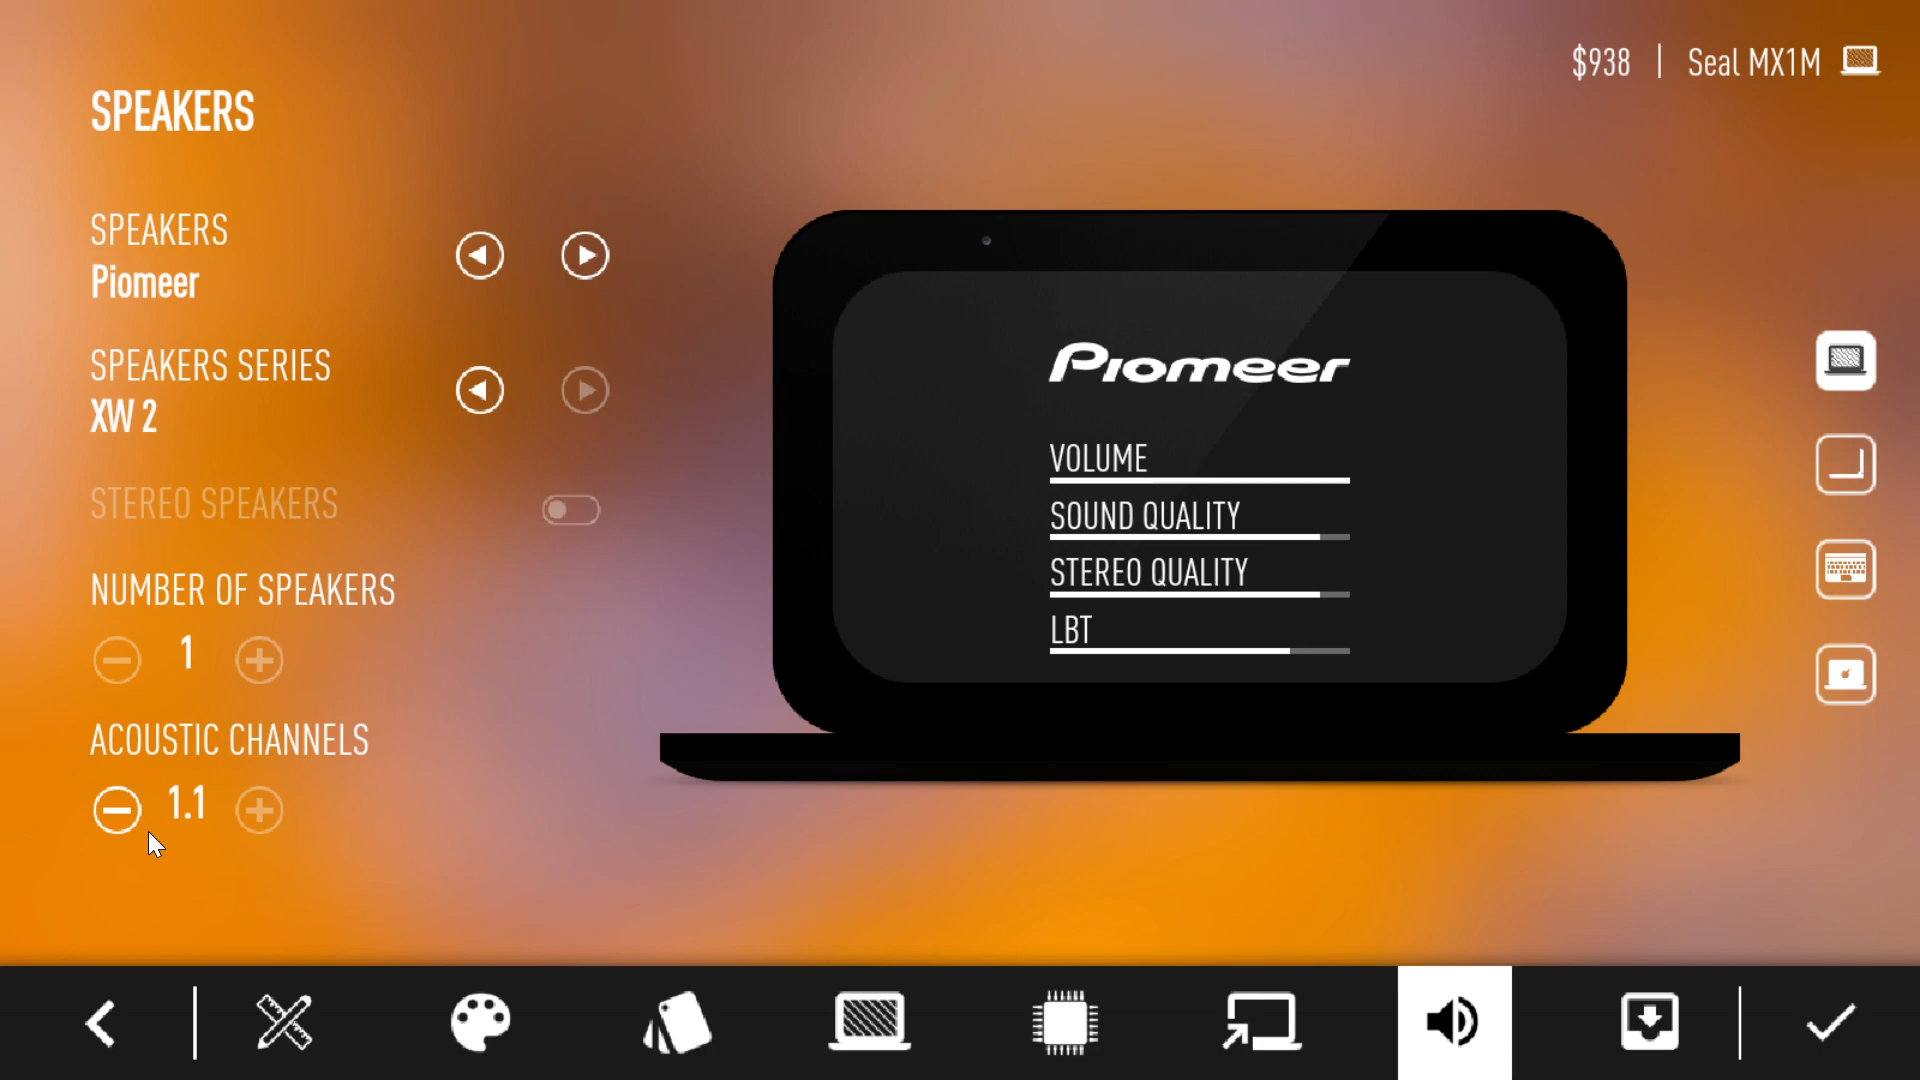 $938 | Seal MX1M
SPEAKERS
SPEAKERS
Piomeer
SPEAKERS SERIES
XW 2
STEREO SPEAKERS
NUMBER OF SPEAKERS
1
ACOUSTIC CHANNELS
1.1
Piomeer
VOLUME
SOUND QUALITY
STEREO QUALITY
LBT